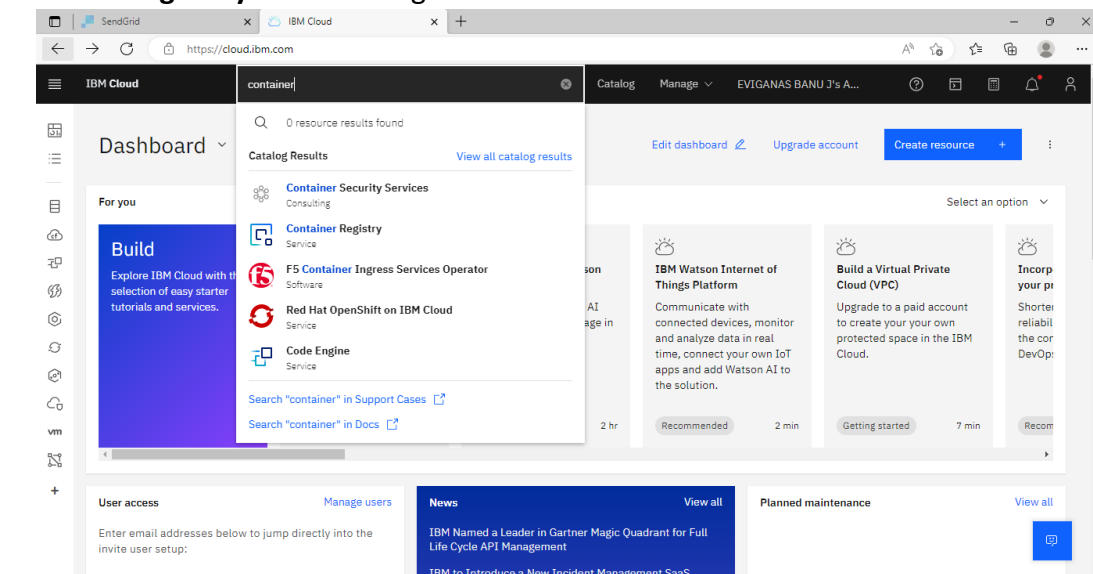 SendGrid
IBM Cloud
https://cloud.ibm.com
IBM Cloud
container
Catalog
Manage
EVIGANAS BANU J's A...
Dashboard
0 resource results found
Edit dashboard
Upgrade account
Create resource +
Catalog Results
View all catalog results
For you
Container Security Services
Consulting
Select an option
Container Registry
Service
Build
Explore IBM Cloud with
selection of easy starter
tutorials and services.
F5 Container Ingress Services Operator
Software
Red Hat OpenShift on IBM Cloud
Service
Code Engine
Service
Search "container" in Support Cases
Search "container" in Docs
son
AI
age in
2 hr
IBM Watson Internet of
Things Platform
Communicate with
connected devices, monitor
and analyze data in real
time, connect your own IoT
apps and add Watson AI to
the solution.
Recommended
2 min
Build a Virtual Private
Cloud (VPC)
Upgrade to a paid account
to create your your own
protected space in the IBM
Cloud.
Getting started
7 min
Incorp
your pr
Shorte
reliabil
the cor
DevOp
Recom
vm
User access
Manage users
Enter email addresses below to jump directly into the
invite user setup:
News
View all
IBM Named a Leader in Gartner Magic Quadrant for Full
Life Cycle API Management
IBM to Introduce a New Incident Management SaaS
Planned maintenance
View all